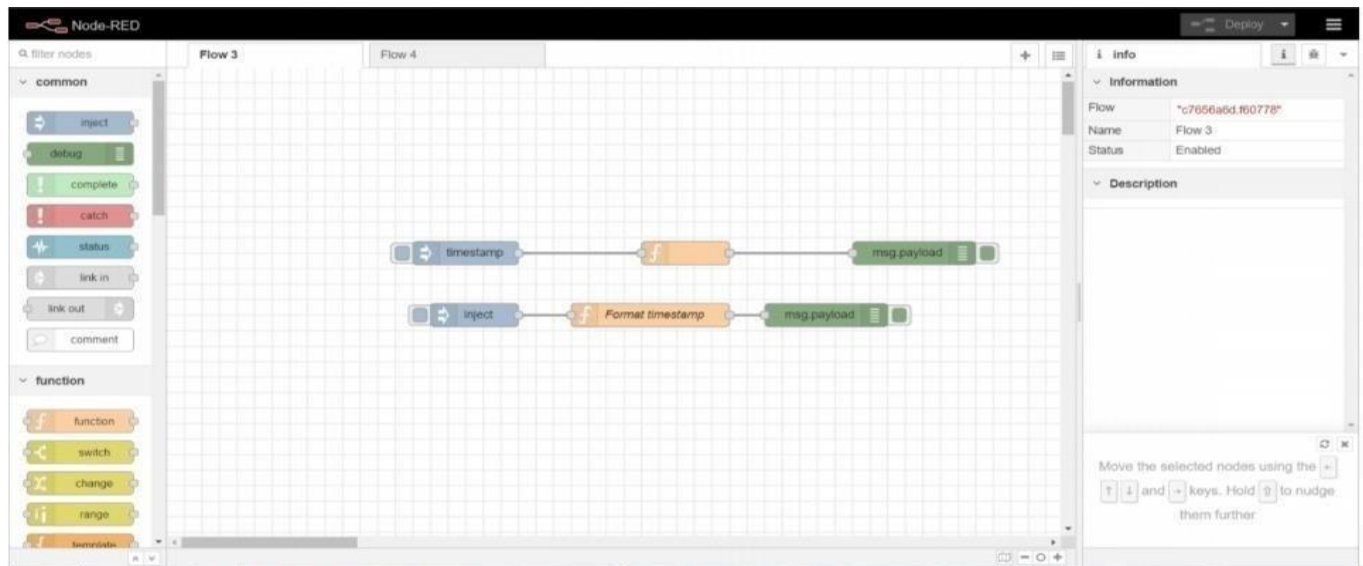 Node-RED
Deploy
filter nodes
Flow 3
Flow 4
i info
i
common
Information
Flow "c7656a6d.f60778"
Name Flow 3
Status Enabled
Description
inject
debug
complete
catch
status
link in
link out
comment
function
function
switch
change
range
template
timestamp
f
msg.payload
inject
f Format timestamp
msg.payload
Move the selected nodes using the ←
↑ ↓ and → keys. Hold ⇧ to nudge
them further